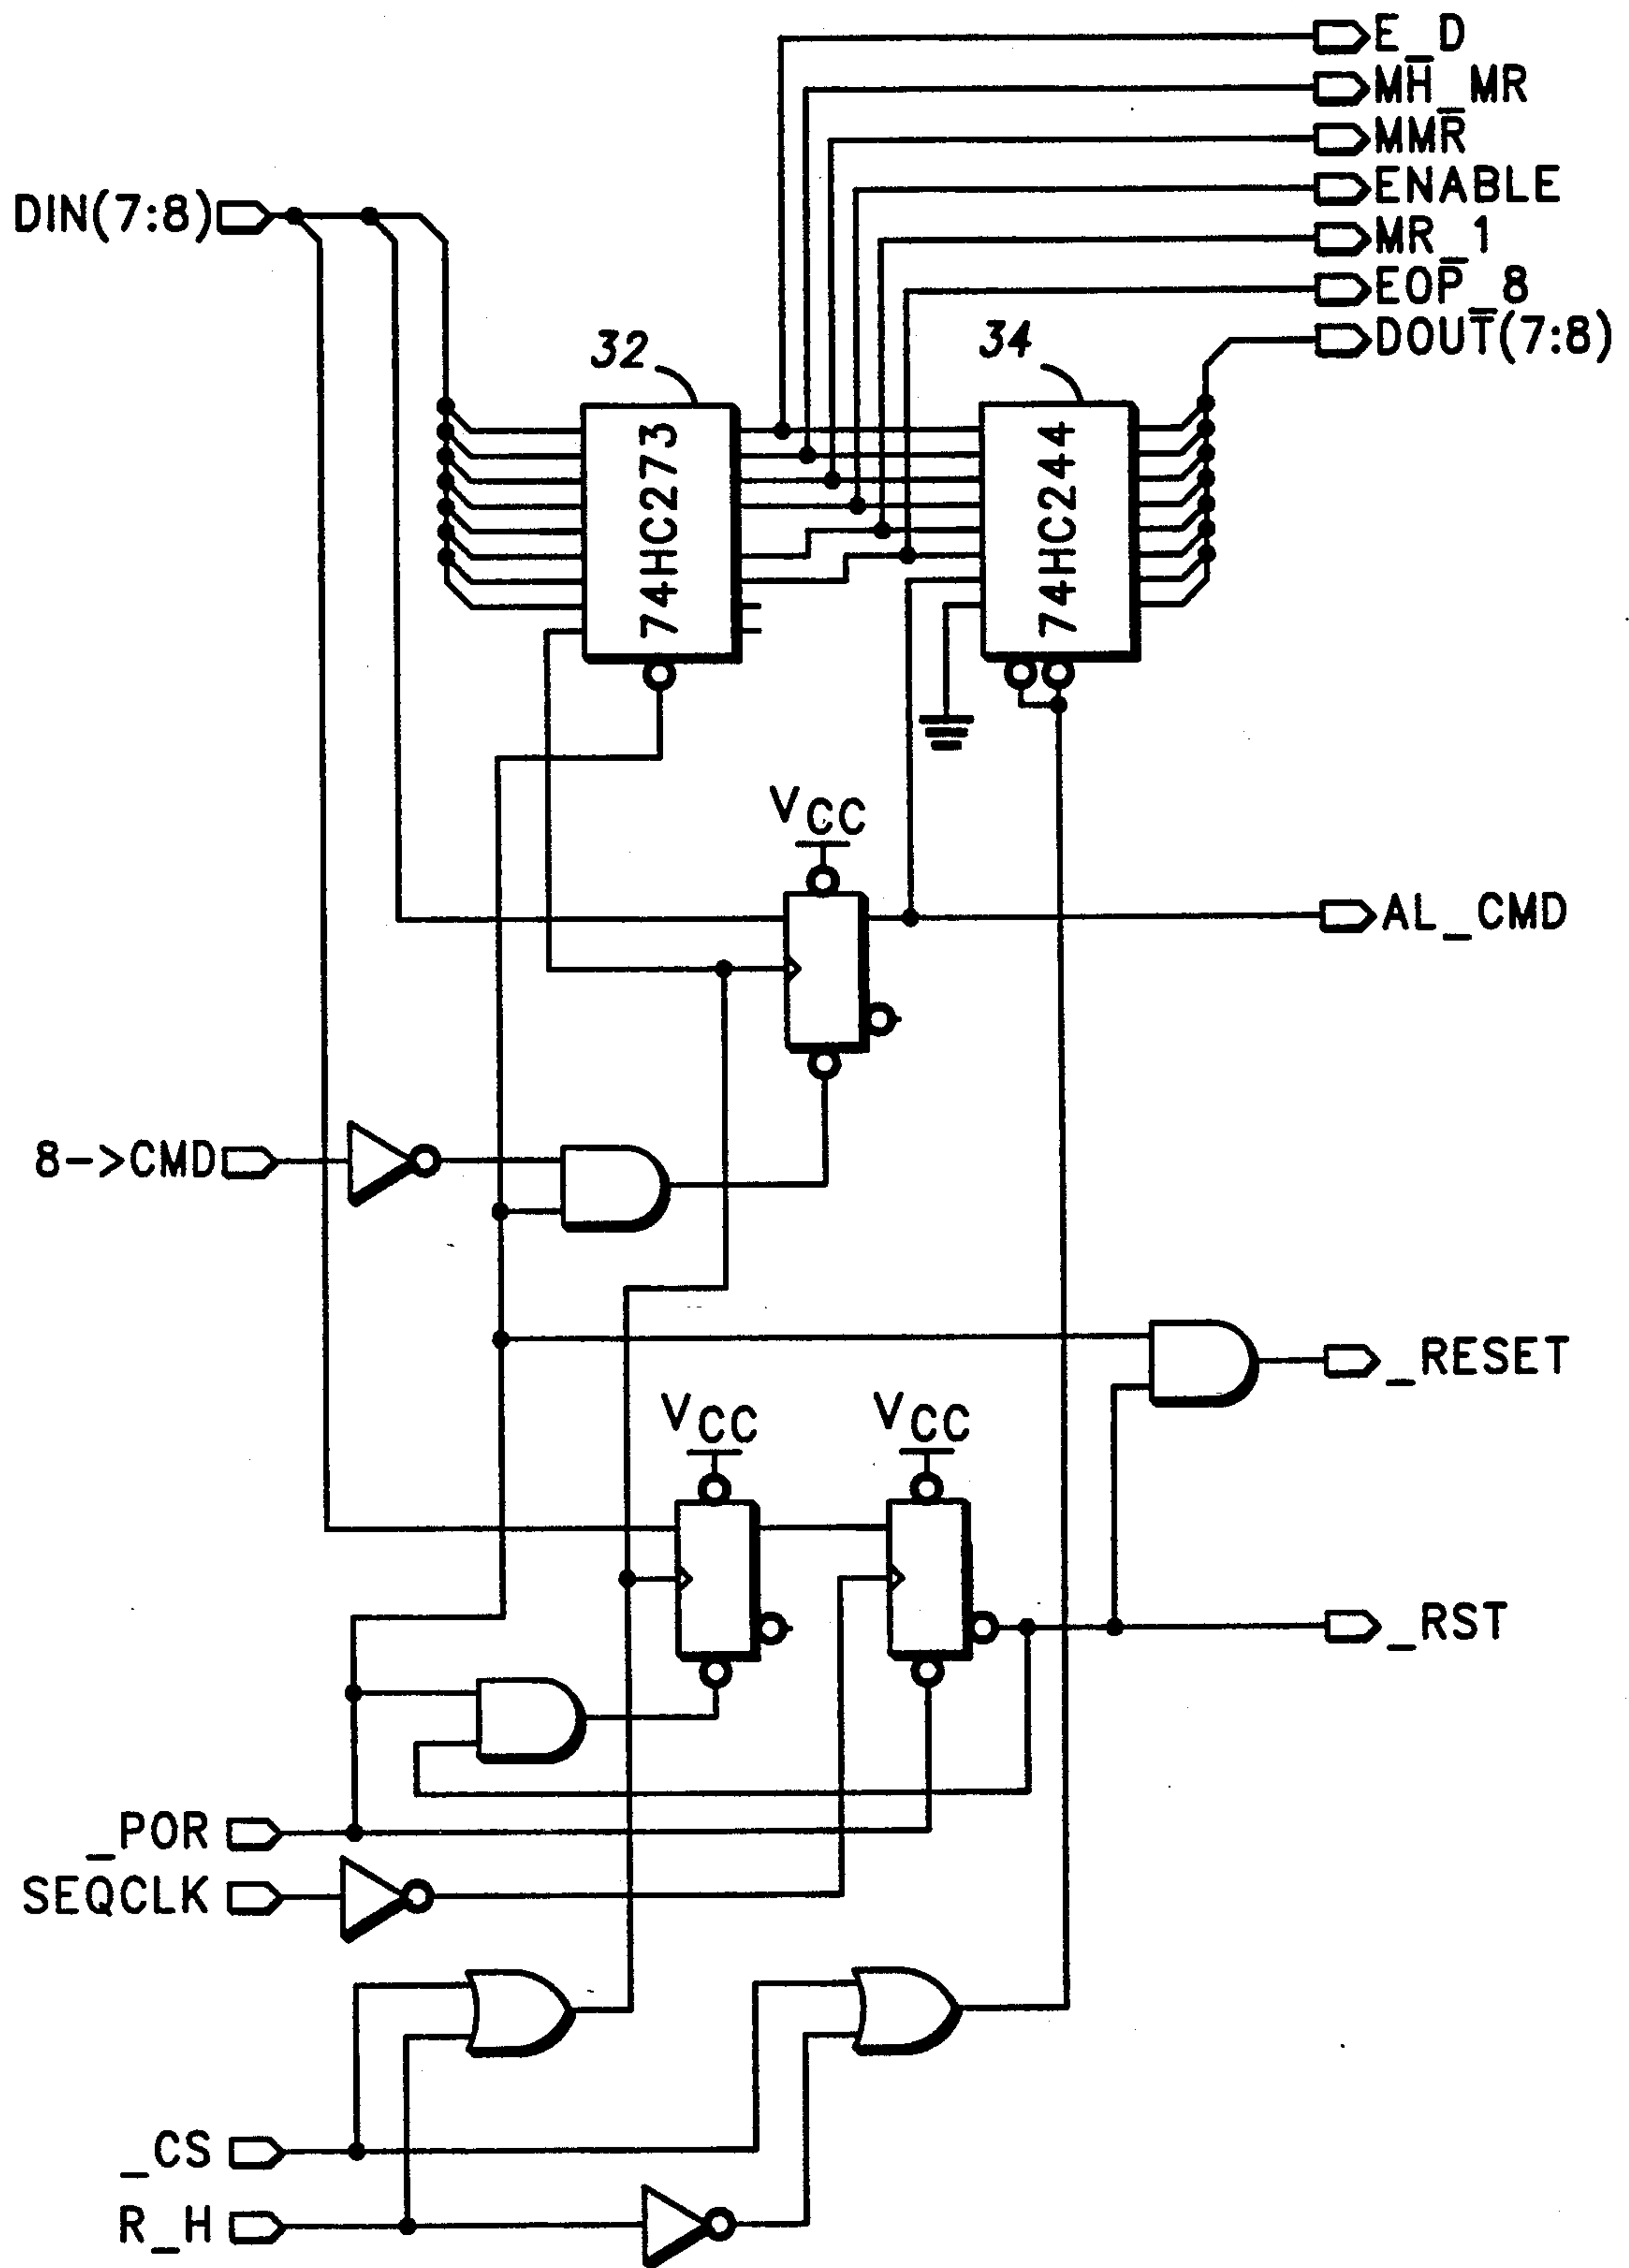 E_D
MH_MR
MMR
DIN(7:8)
ENABLE
MR_1
EOP_8
DOUT(7:8)
32
34
74HC273
74HC244
VCC
AL_CMD
8->CMD
_RESET
VCC
VCC
_RST
_POR
SEQCLK
_CS
R_H